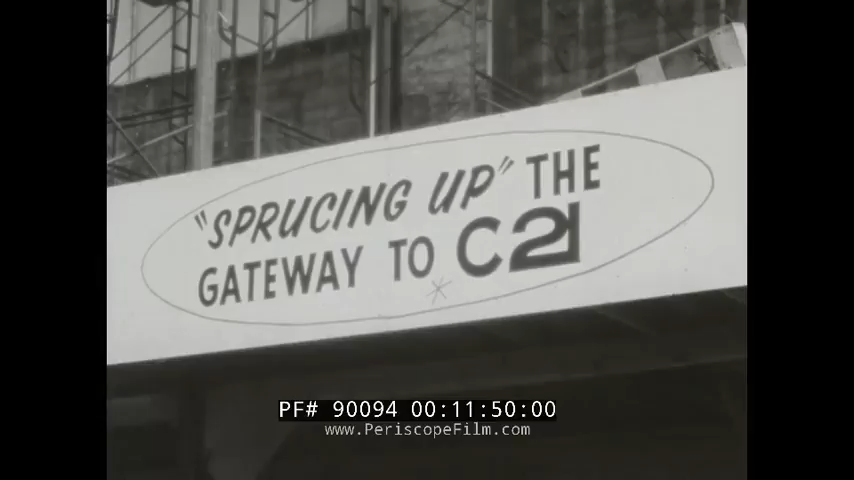 "SPRUCING UP" THE
GATEWAY TO C21
PF# 90094 00:11:50:00
www.PeriscopeFilm.com